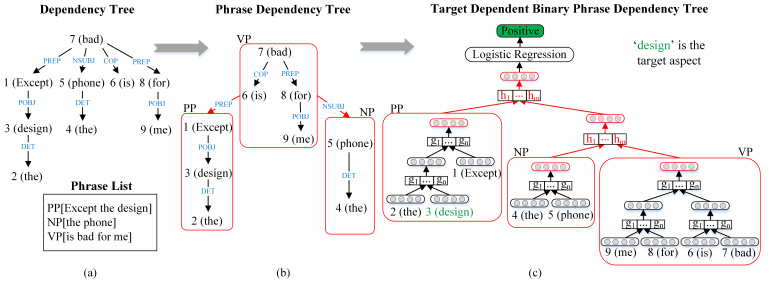 Dependency Tree
7 (bad)
PREP NSUBJ COP PREP
1 (Except) 5 (phone) 6 (is) 8 (for)
POBJ DET POBJ
3 (design) 4 (the) 9 (me)
DET
2 (the)
Phrase List
PP[Except the design]
NP[the phone]
VP[is bad for me]
(a)
Phrase Dependency Tree
VP
7 (bad)
COP PREP
6 (is) 8 (for)
PREP POBJ NSUBJ
9 (me)
PP
1 (Except)
POBJ
3 (design)
DET
2 (the)
NP
5 (phone)
DET
4 (the)
(b)
Target Dependent Binary Phrase Dependency Tree
Positive
Logistic Regression
'design' is the
target aspect
h1 ... hm
h1 ... hm
PP
g1 ... gn
g1 ... gn
1 (Except)
2 (the) 3 (design)
NP
g1 ... gn
4 (the) 5 (phone)
VP
g1 ... gn
g1 ... gn g1 ... gn
9 (me) 8 (for) 6 (is) 7 (bad)
(c)